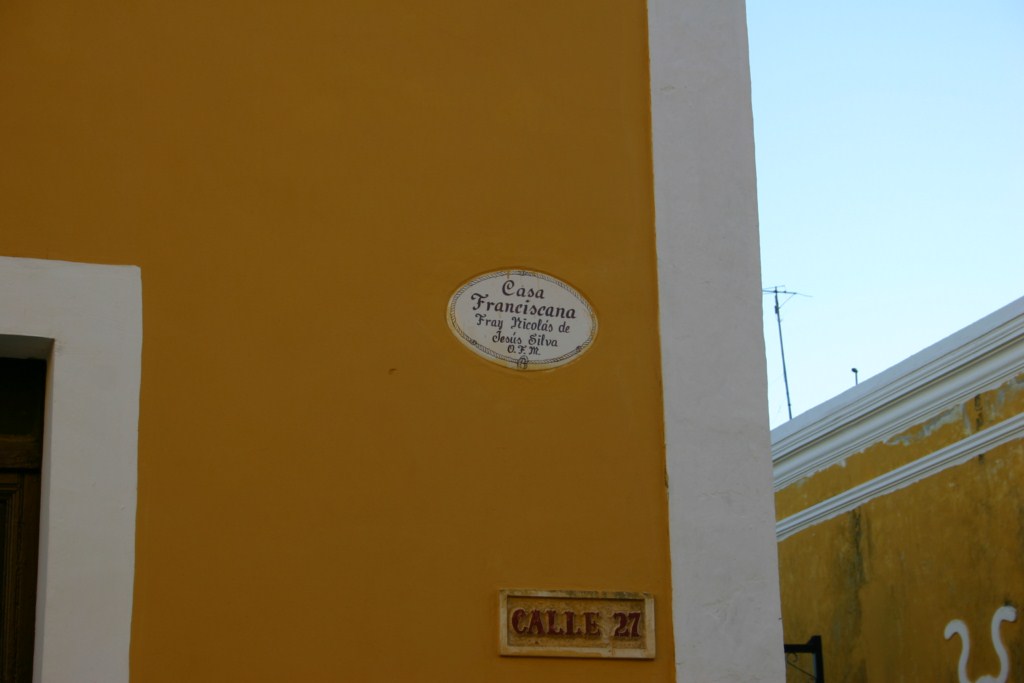 Casa
Franciscana
Fray Nicolás de
Jesús Silva
O.F.M.
CALLE 27